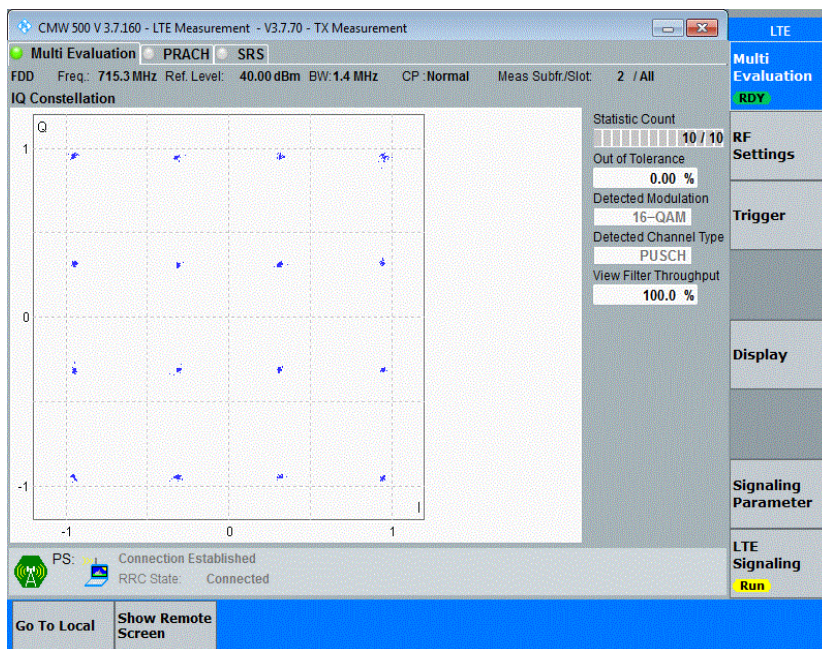 CMW 500 V 3.7.160 - LTE Measurement  - V3.7.70 - TX Measurement
Multi Evaluation PRACH SRS
FDD Freq.: 715.3 MHz Ref. Level: 40.00 dBm BW: 1.4 MHz CP : Normal Meas Subfr./Slot: 2 / All
IQ Constellation
Q
1
0
-1
I
-1 0 1
Statistic Count
10 / 10
Out of Tolerance
0.00 %
Detected Modulation
16-QAM
Detected Channel Type
PUSCH
View Filter Throughput
100.0 %
PS: Connection Established
RRC State: Connected
LTE
Multi
Evaluation
RDY
RF
Settings
Trigger
Display
Signaling
Parameter
LTE
Signaling
Run
Go To Local
Show Remote
Screen